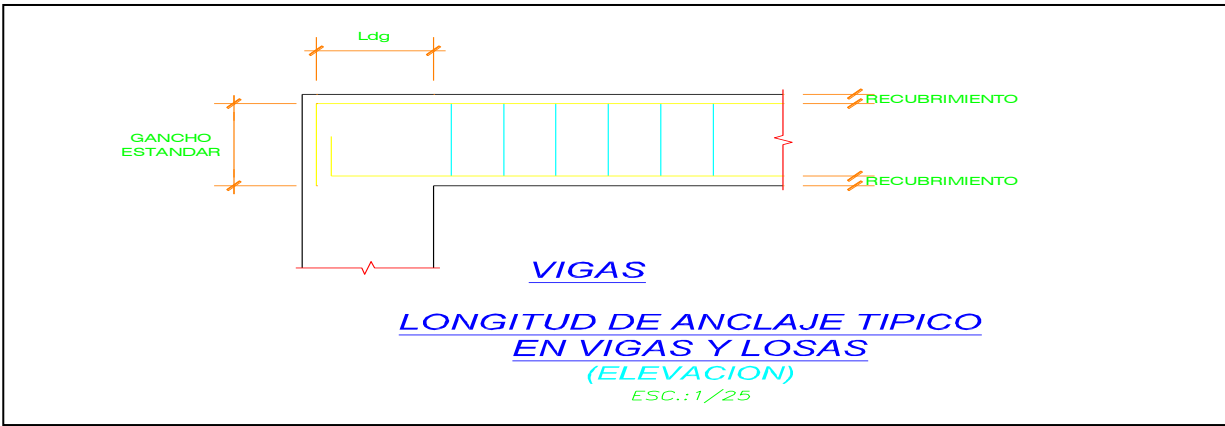 Ldg
RECUBRIMIENTO
GANCHO
ESTANDAR
RECUBRIMIENTO
VIGAS
LONGITUD DE ANCLAJE TIPICO
EN VIGAS Y LOSAS
(ELEVACION)
ESC.:1/25